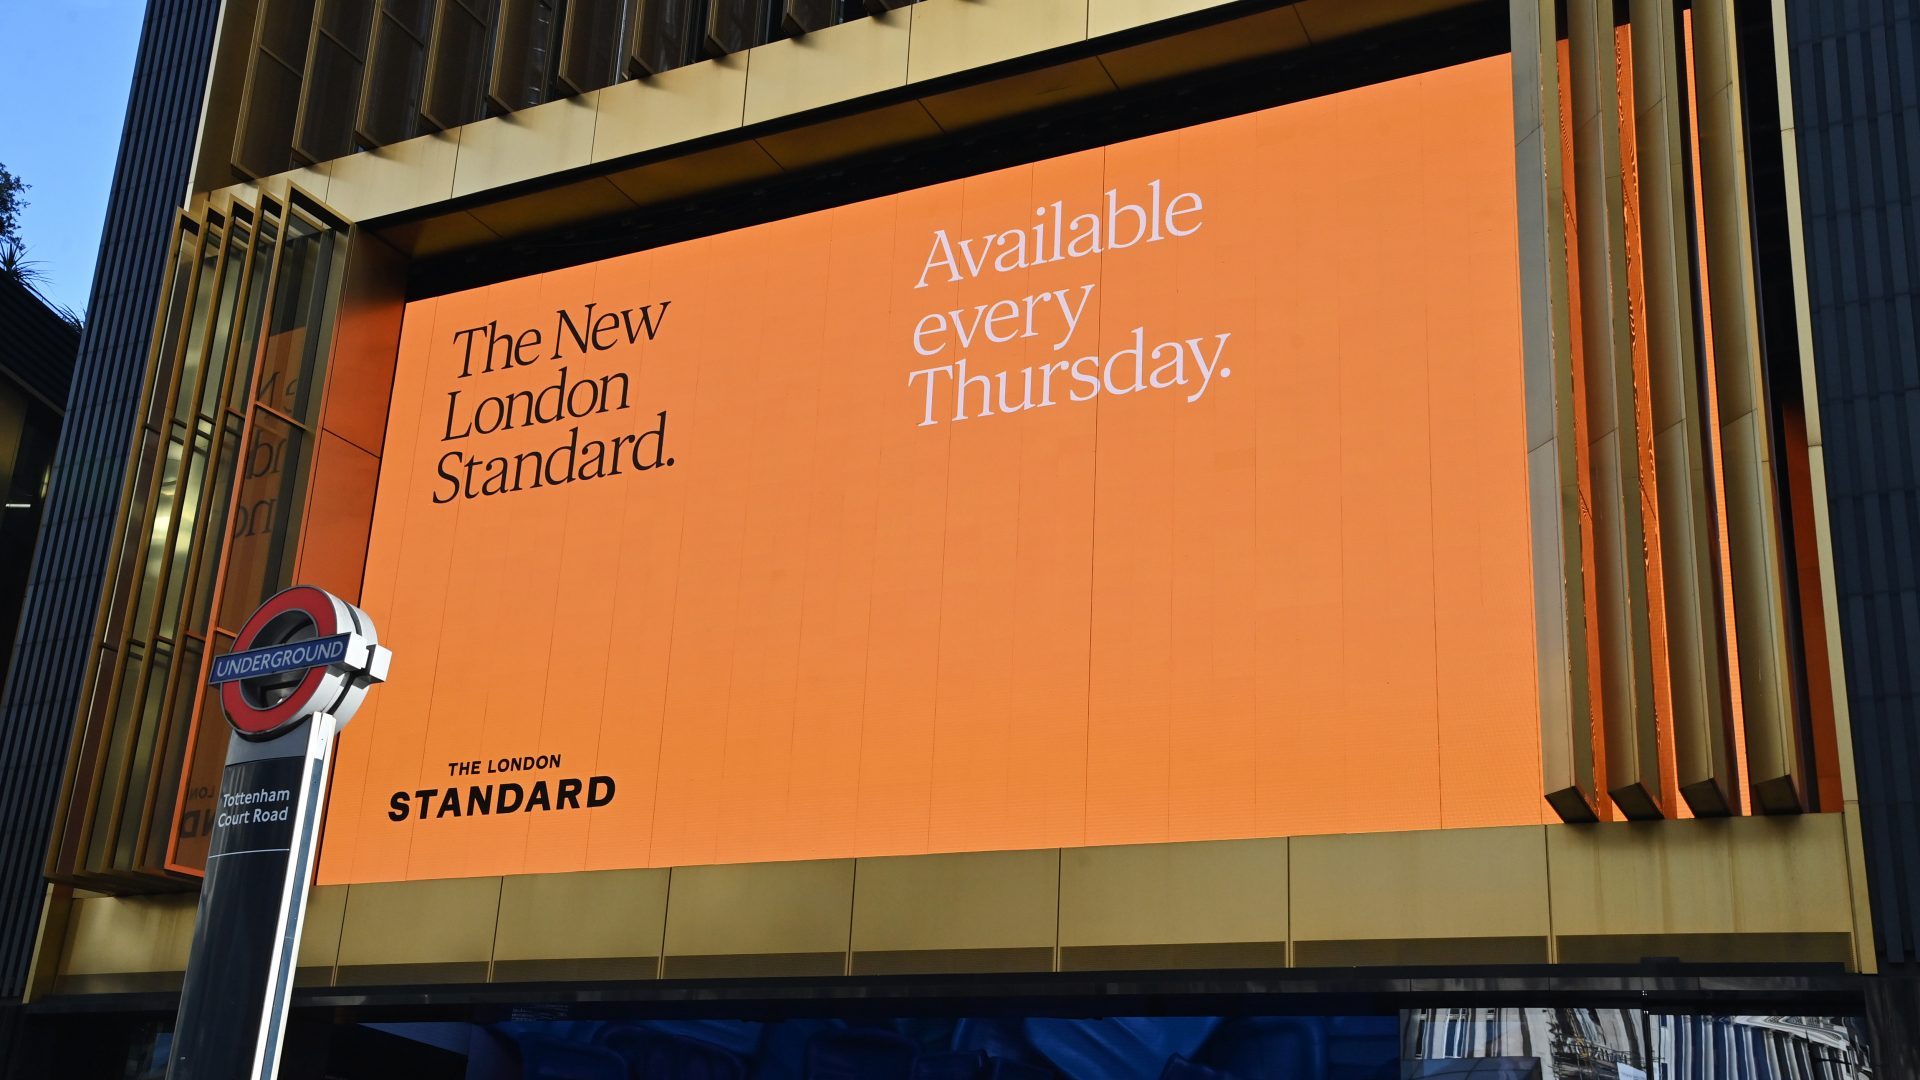 The New
London
Standard.
Available
every
Thursday.
UNDERGROUND
Tottenham
Court Road
THE LONDON
STANDARD